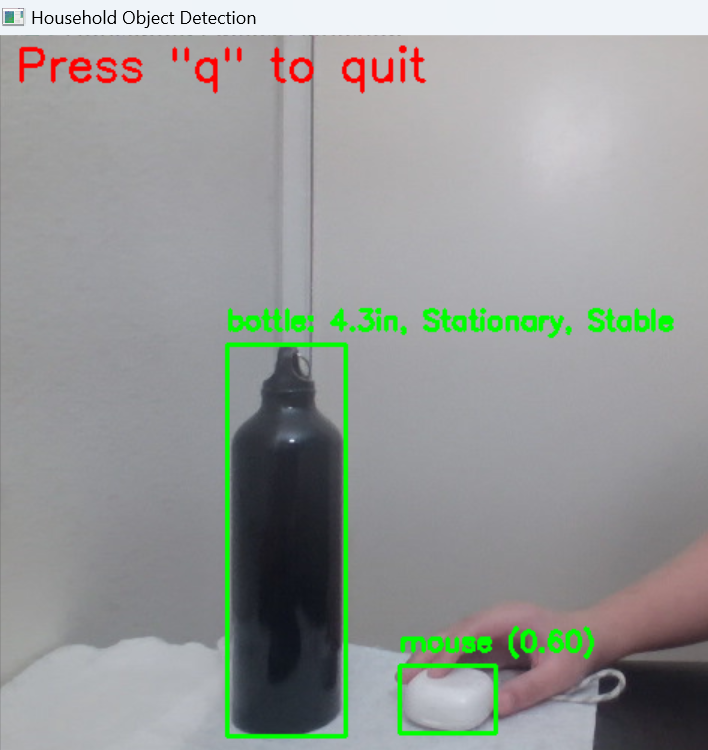 Household Object Detection
Press "q" to quit
bottle: 4.3in, Stationary, Stable
mouse (0.60)